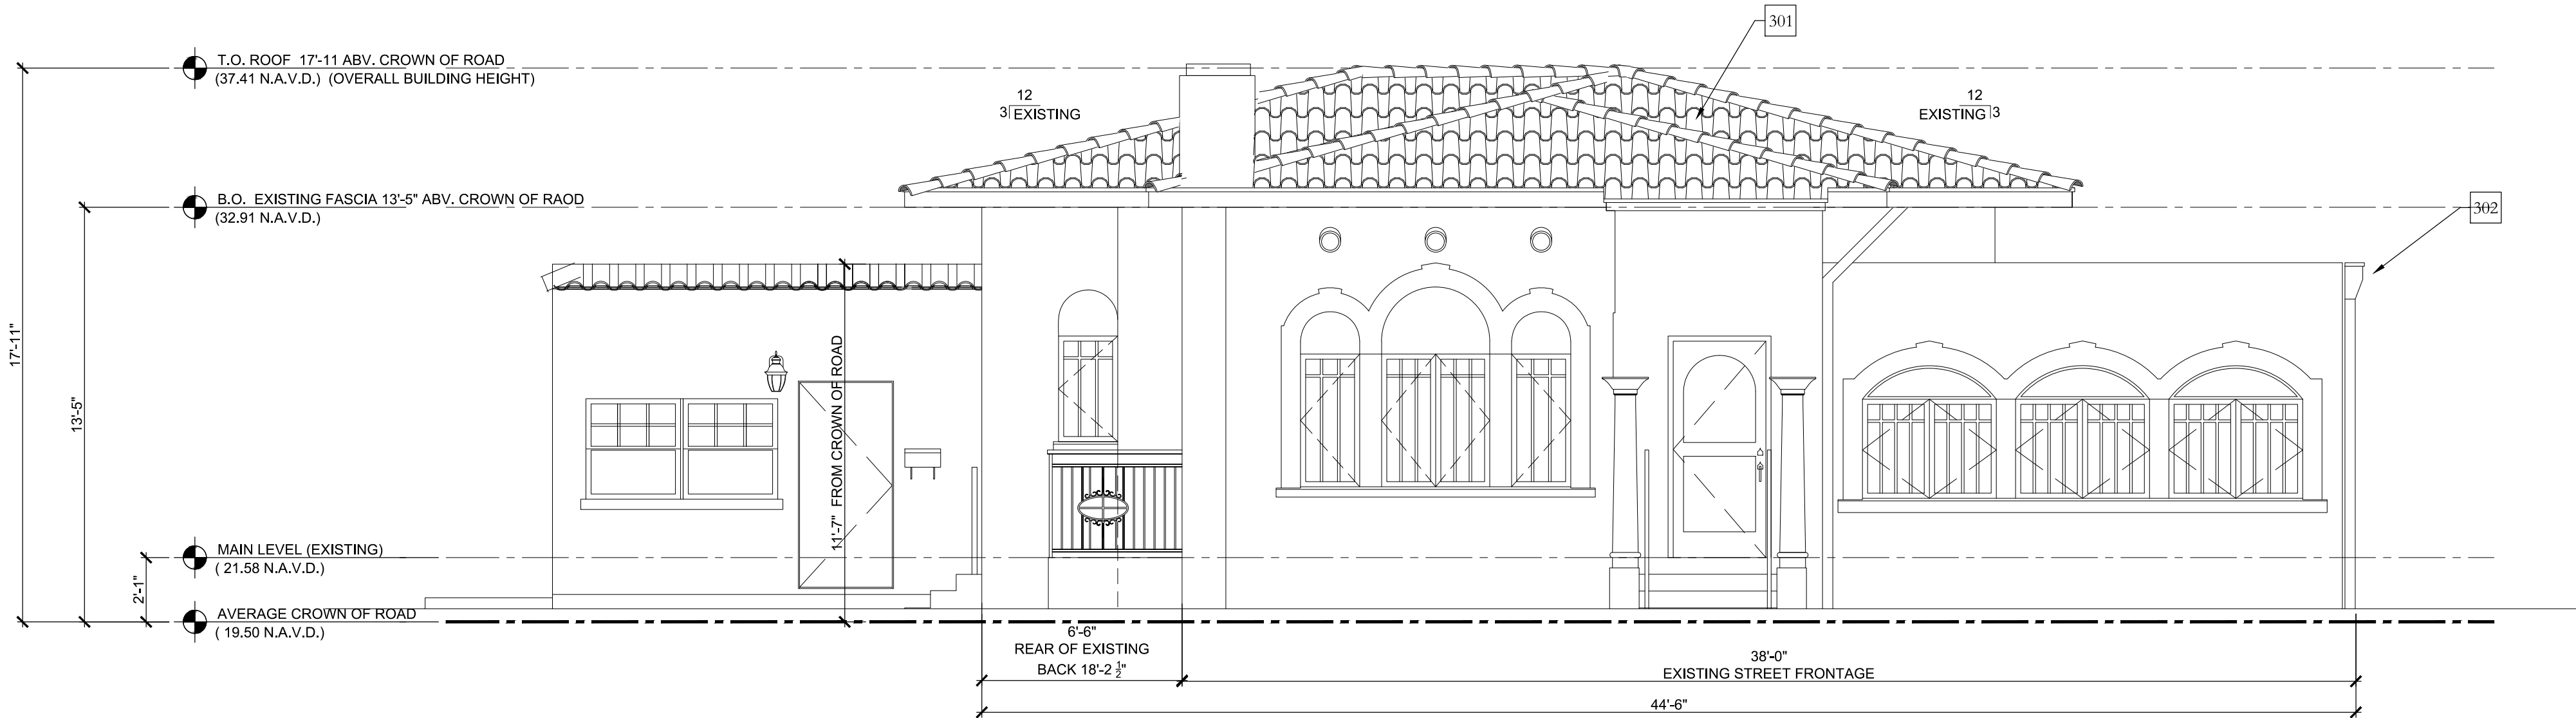 301
T.O. ROOF 17'-11 ABV. CROWN OF ROAD
(37.41 N.A.V.D.) (OVERALL BUILDING HEIGHT)
12
3 EXISTING
12
EXISTING 3
B.O. EXISTING FASCIA 13'-5" ABV. CROWN OF RAOD
(32.91 N.A.V.D.)
302
17'-11"
13'-5"
11'-7" FROM CROWN OF ROAD
MAIN LEVEL (EXISTING)
( 21.58 N.A.V.D.)
2'-1"
AVERAGE CROWN OF ROAD
( 19.50 N.A.V.D.)
6'-6"
REAR OF EXISTING
BACK 18'-2 1/2"
38'-0"
EXISTING STREET FRONTAGE
44'-6"